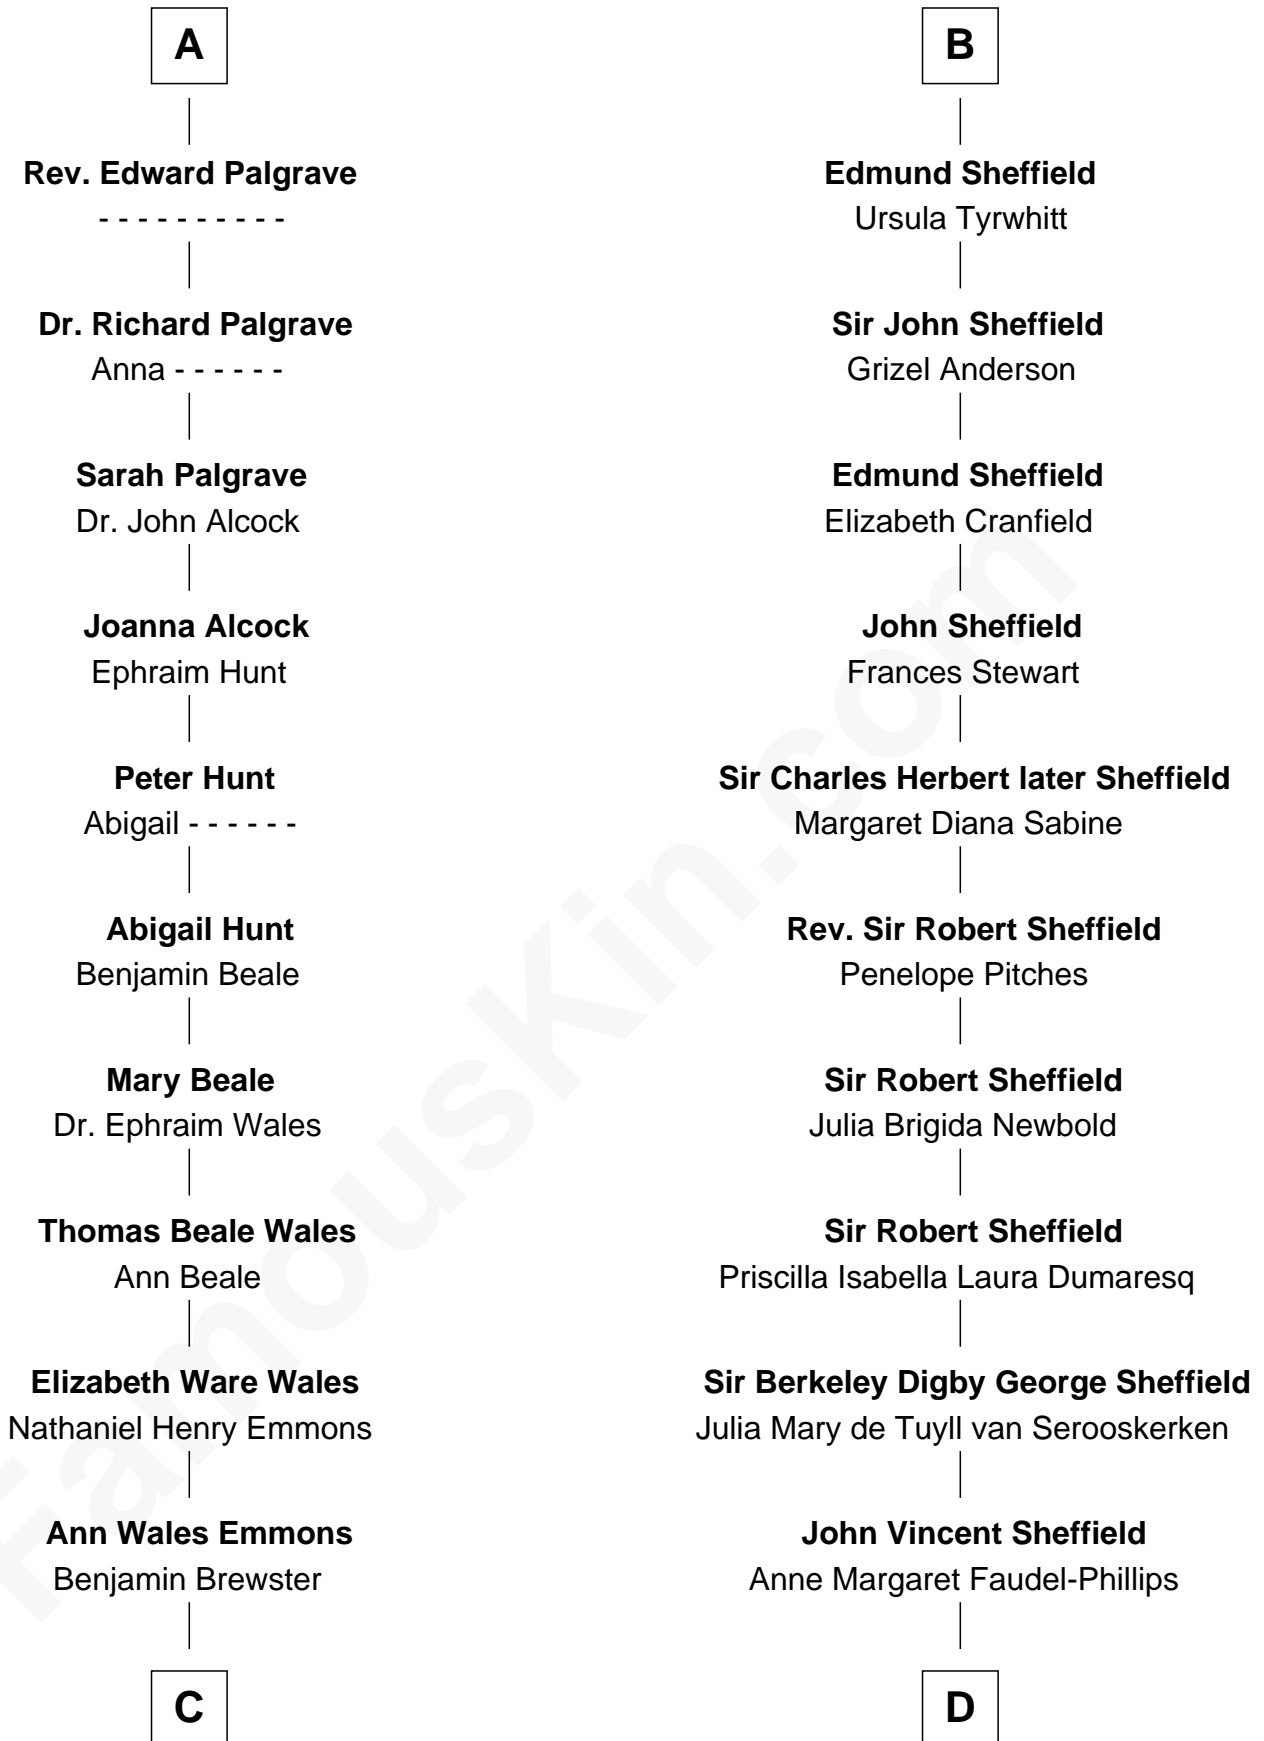 A
Rev. Edward Palgrave
- - - - - - - - - -
Dr. Richard Palgrave
Anna - - - - - -
Sarah Palgrave
Dr. John Alcock
Joanna Alcock
Ephraim Hunt
Peter Hunt
Abigail - - - - - -
Abigail Hunt
Benjamin Beale
Mary Beale
Dr. Ephraim Wales
Thomas Beale Wales
Ann Beale
Elizabeth Ware Wales
Nathaniel Henry Emmons
Ann Wales Emmons
Benjamin Brewster
C
B
Edmund Sheffield
Ursula Tyrwhitt
Sir John Sheffield
Grizel Anderson
Edmund Sheffield
Elizabeth Cranfield
John Sheffield
Frances Stewart
Sir Charles Herbert later Sheffield
Margaret Diana Sabine
Rev. Sir Robert Sheffield
Penelope Pitches
Sir Robert Sheffield
Julia Brigida Newbold
Sir Robert Sheffield
Priscilla Isabella Laura Dumaresq
Sir Berkeley Digby George Sheffield
Julia Mary de Tuyll van Serooskerken
John Vincent Sheffield
Anne Margaret Faudel-Phillips
D
FamousKin.com